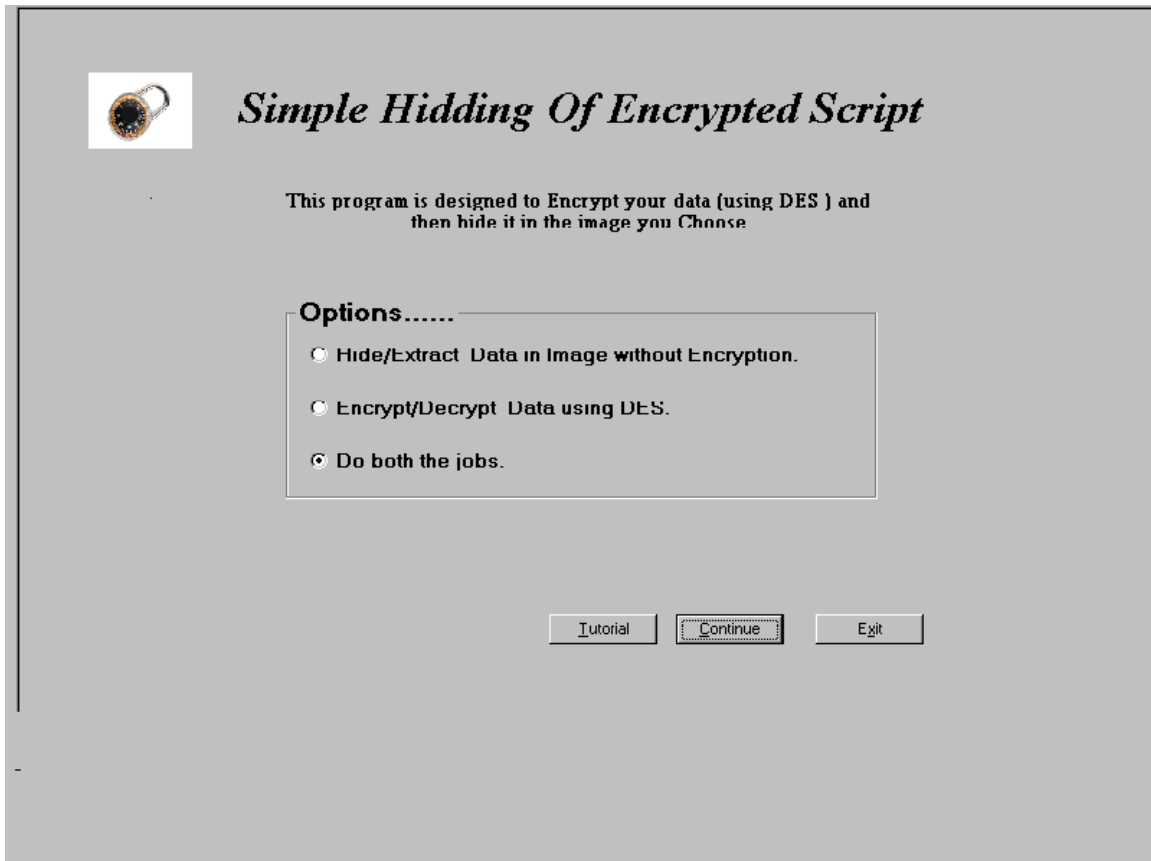 Simple Hidding Of Encrypted Script
This program is designed to Encrypt your data (using DES ) and
then hide it in the image you Choose
Options......
Hide/Extract Data in Image without Encryption.
Encrypt/Decrypt Data using DES.
Do both the jobs.
Tutorial Continue Exit